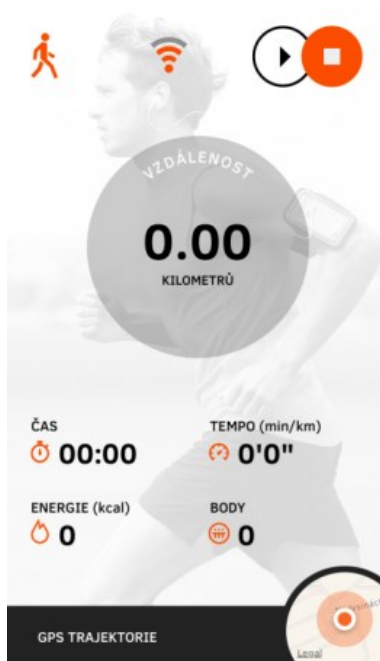 VZDÁLENOST
0.00
KILOMETRŮ
ČAS
00:00
TEMPO (min/km)
0'0"
ENERGIE (kcal)
0
BODY
0
GPS TRAJEKTORIE
Legal